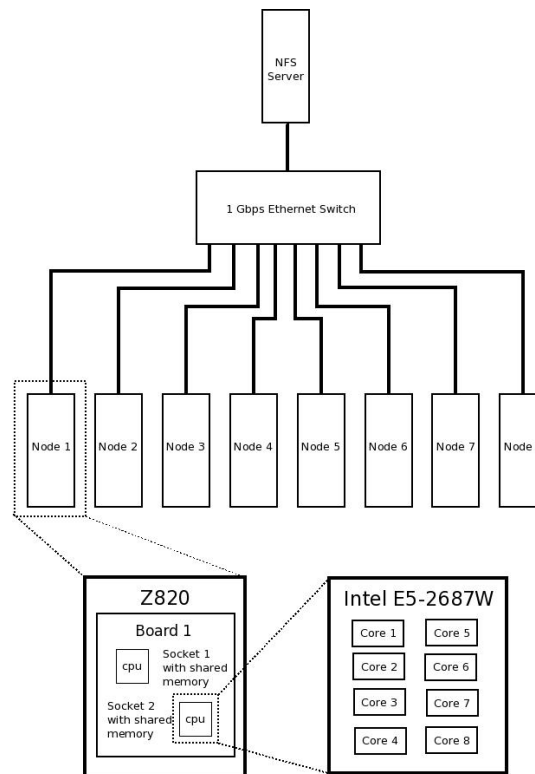 NFS
Server
1 Gbps Ethernet Switch
Node 1
Node 2
Node 3
Node 4
Node 5
Node 6
Node 7
Node
Z820
Board 1
cpu
Socket 1
with shared
memory
Socket 2
with shared
memory
cpu
Intel E5-2687W
Core 1
Core 5
Core 2
Core 6
Core 3
Core 7
Core 4
Core 8